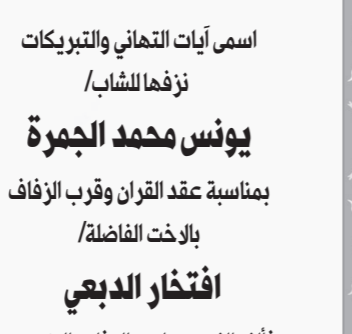 اسمى آيات التهاني والتبريكات
نزفها للشاب/
يونس محمد الجمرة
بمناسبة عقد القران وقرب الزفاف
بالاخت الفاضلة/
افتخار الدبعي